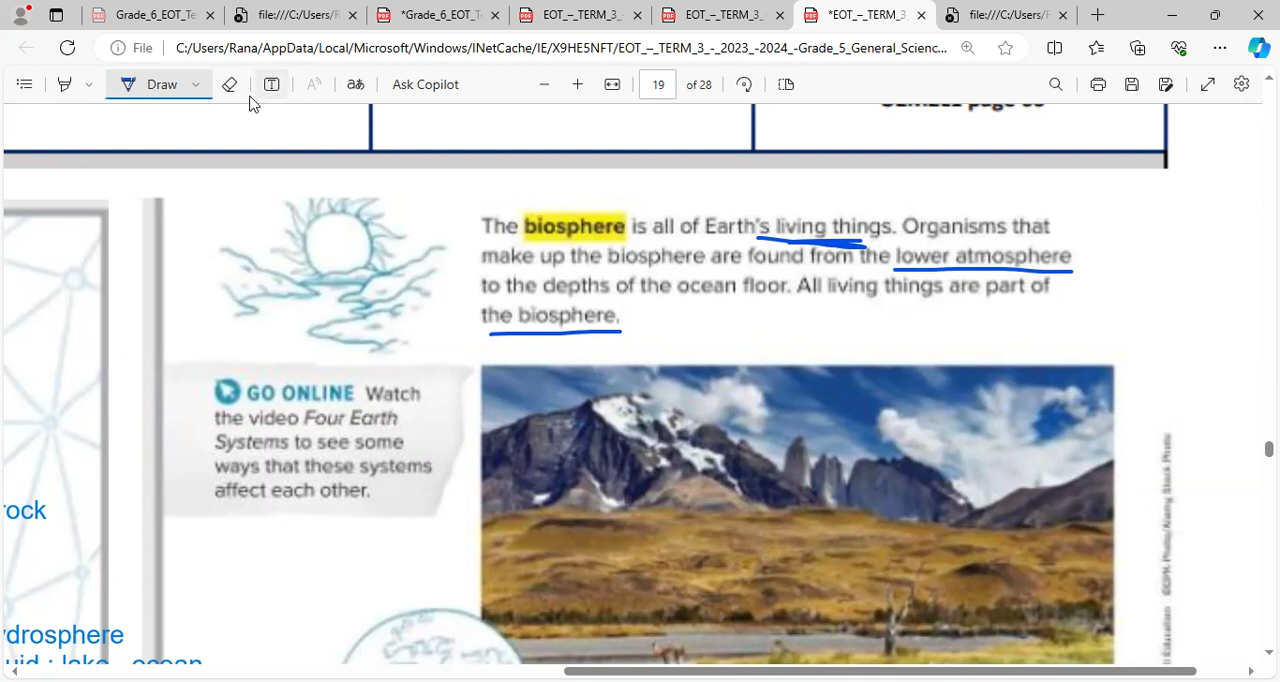 Grade_6_EOT_Te
file:///C:/Users/R
*Grade_6_EOT_T
EOT_–_TERM_3_
EOT_–_TERM_3_
*EOT_–_TERM_3_
file:///C:/Users/R
File
C:/Users/Rana/AppData/Local/Microsoft/Windows/INetCache/IE/X9HE5NFT/EOT_–_TERM_3_-_2023_-2024_-Grade_5_General_Scienc...
Draw
aあ
Ask Copilot
19 of 28
The biosphere is all of Earth's living things. Organisms that
make up the biosphere are found from the lower atmosphere
to the depths of the ocean floor. All living things are part of
the biosphere.
GO ONLINE Watch
the video Four Earth
Systems to see some
ways that these systems
affect each other.
rock
ydrosphere